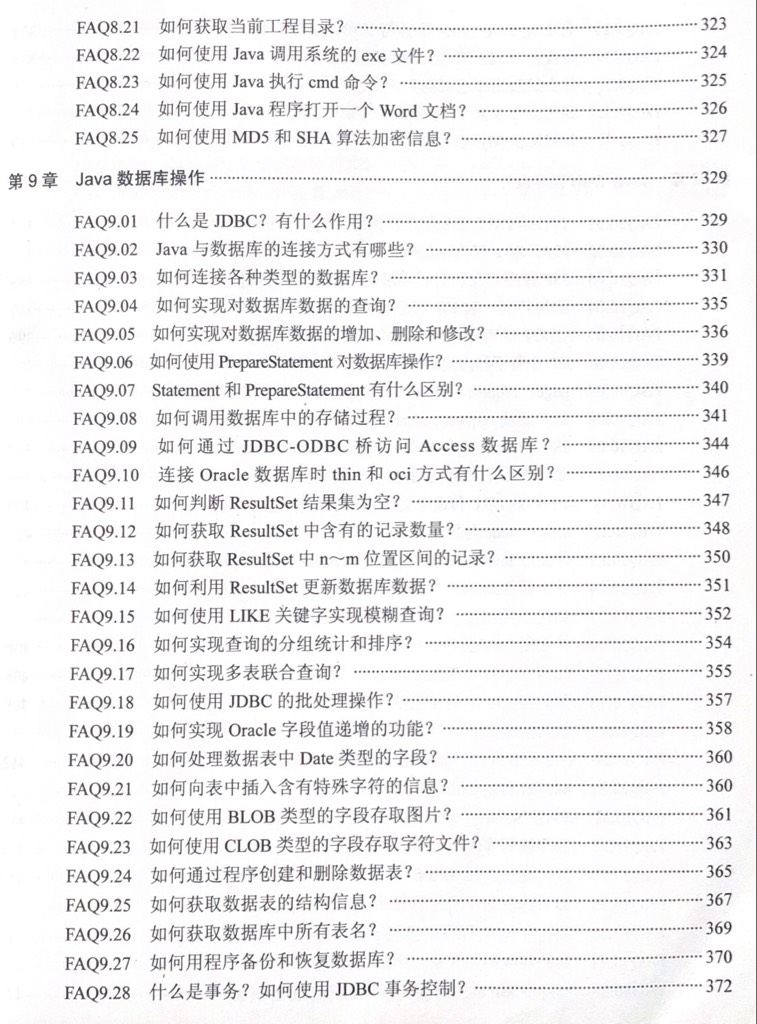 FAQ8.21 如何获取当前工程目录？ 323
FAQ8.22 如何使用 Java 调用系统的 exe 文件？ 324
FAQ8.23 如何使用 Java 执行 cmd 命令？ 325
FAQ8.24 如何使用 Java 程序打开一个 Word 文档？ 326
FAQ8.25 如何使用 MD5 和 SHA 算法加密信息？ 327
第 9 章 Java 数据库操作 329
FAQ9.01 什么是 JDBC？有什么作用？ 329
FAQ9.02 Java 与数据库的连接方式有哪些？ 330
FAQ9.03 如何连接各种类型的数据库？ 331
FAQ9.04 如何实现对数据库数据的查询？ 335
FAQ9.05 如何实现对数据库数据的增加、删除和修改？ 336
FAQ9.06 如何使用 PrepareStatement 对数据库操作？ 339
FAQ9.07 Statement 和 PrepareStatement 有什么区别？ 340
FAQ9.08 如何调用数据库中的存储过程？ 341
FAQ9.09 如何通过 JDBC-ODBC 桥访问 Access 数据库？ 344
FAQ9.10 连接 Oracle 数据库时 thin 和 oci 方式有什么区别？ 346
FAQ9.11 如何判断 ResultSet 结果集为空？ 347
FAQ9.12 如何获取 ResultSet 中含有的记录数量？ 348
FAQ9.13 如何获取 ResultSet 中 n～m 位置区间的记录？ 350
FAQ9.14 如何利用 ResultSet 更新数据库数据？ 351
FAQ9.15 如何使用 LIKE 关键字实现模糊查询？ 352
FAQ9.16 如何实现查询的分组统计和排序？ 354
FAQ9.17 如何实现多表联合查询？ 355
FAQ9.18 如何使用 JDBC 的批处理操作？ 357
FAQ9.19 如何实现 Oracle 字段值递增的功能？ 358
FAQ9.20 如何处理数据表中 Date 类型的字段？ 360
FAQ9.21 如何向表中插入含有特殊字符的信息？ 360
FAQ9.22 如何使用 BLOB 类型的字段存取图片？ 361
FAQ9.23 如何使用 CLOB 类型的字段存取字符文件？ 363
FAQ9.24 如何通过程序创建和删除数据表？ 365
FAQ9.25 如何获取数据表的结构信息？ 367
FAQ9.26 如何获取数据库中所有表名？ 369
FAQ9.27 如何用程序备份和恢复数据库？ 370
FAQ9.28 什么是事务？如何使用 JDBC 事务控制？ 372